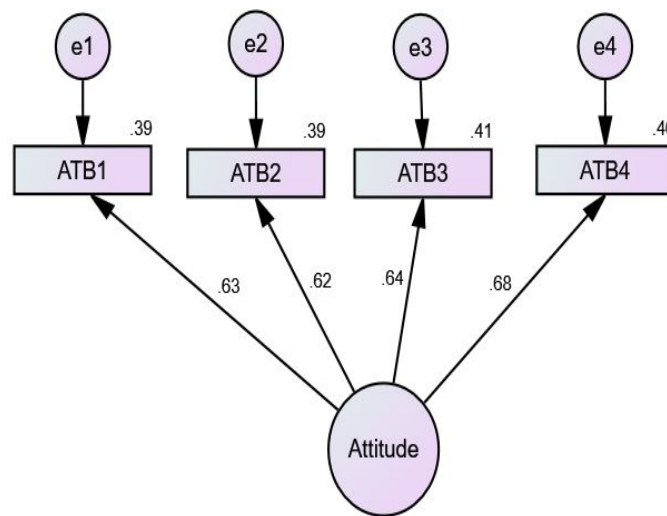 e1
e2
e3
e4
.39
.39
.41
ATB1
ATB2
ATB3
ATB4
.63
.62
.64
.68
Attitude